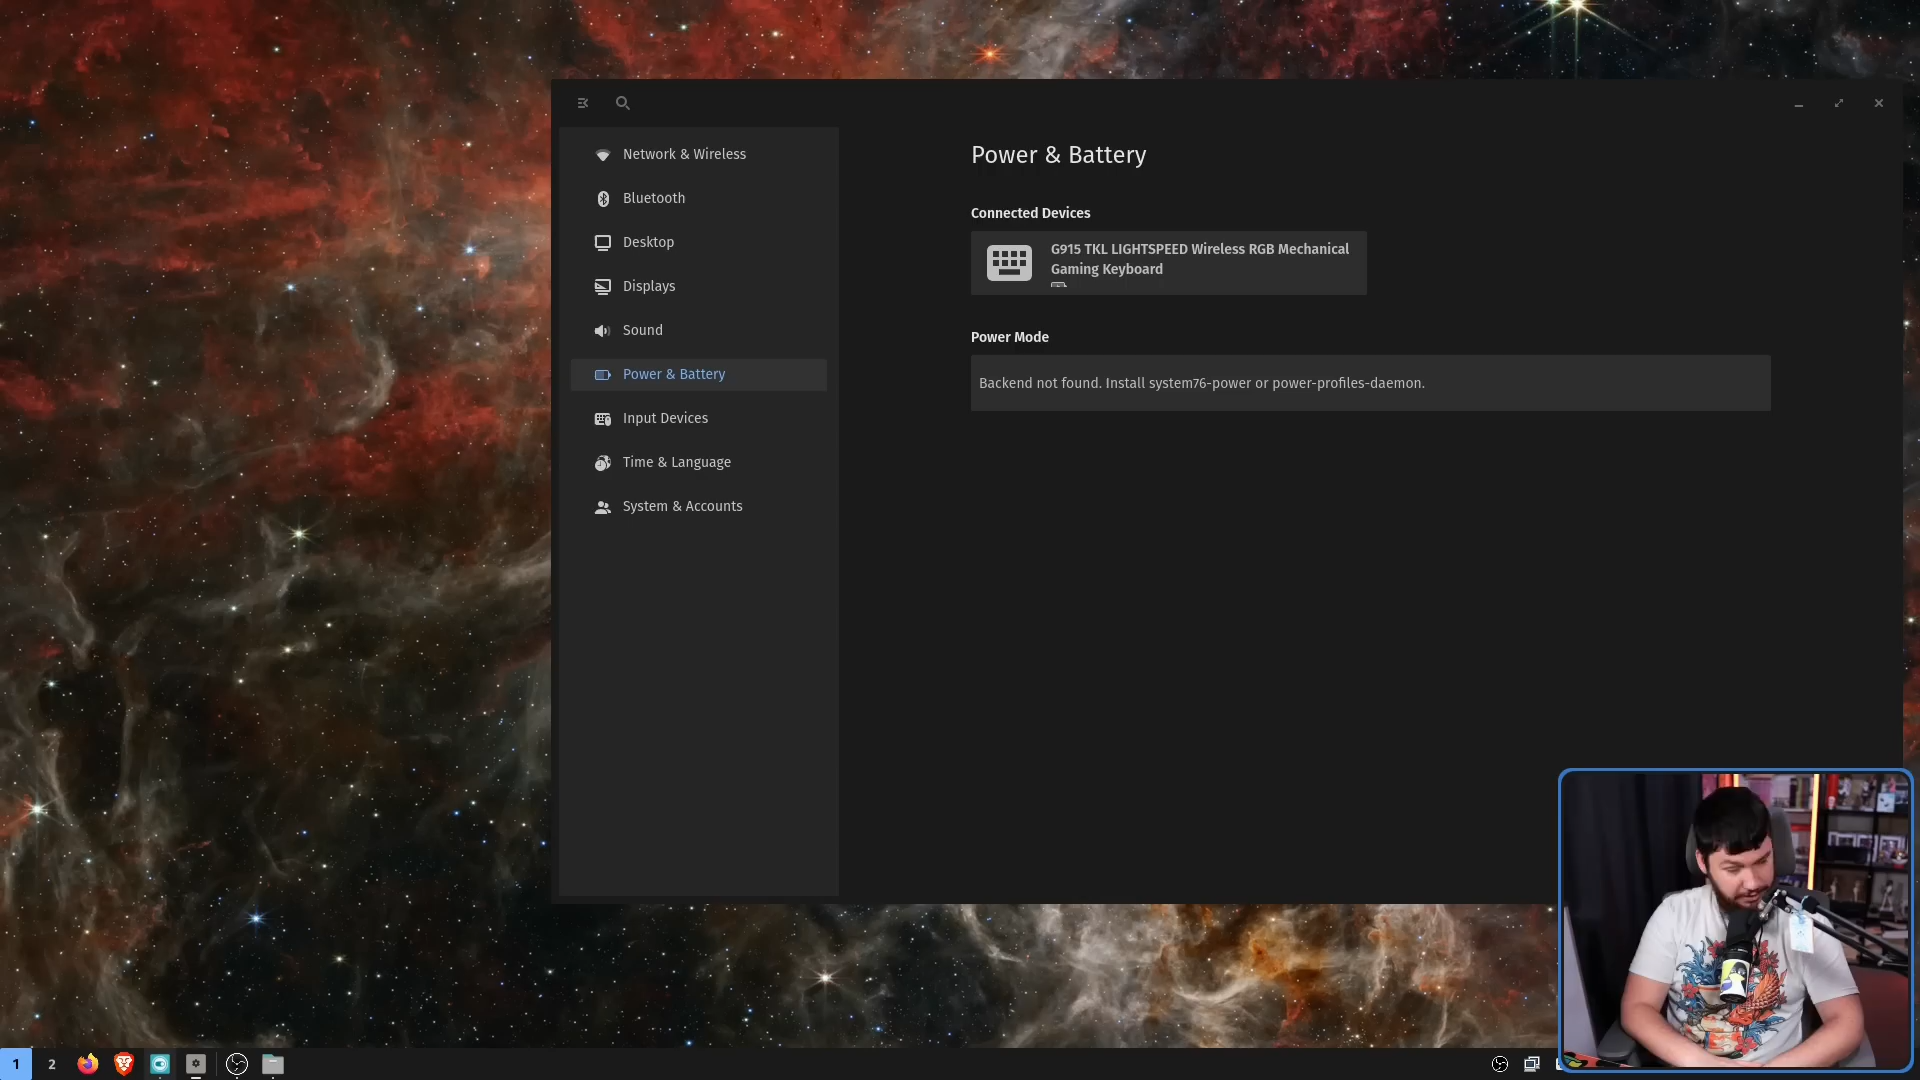 Network & Wireless
Bluetooth
Desktop
Displays
Sound
Power & Battery
Input Devices
Time & Language
System & Accounts
Power & Battery
Connected Devices
G915 TKL LIGHTSPEED Wireless RGB Mechanical
Gaming Keyboard
Power Mode
Backend not found. Install system76-power or power-profiles-daemon.
1
2